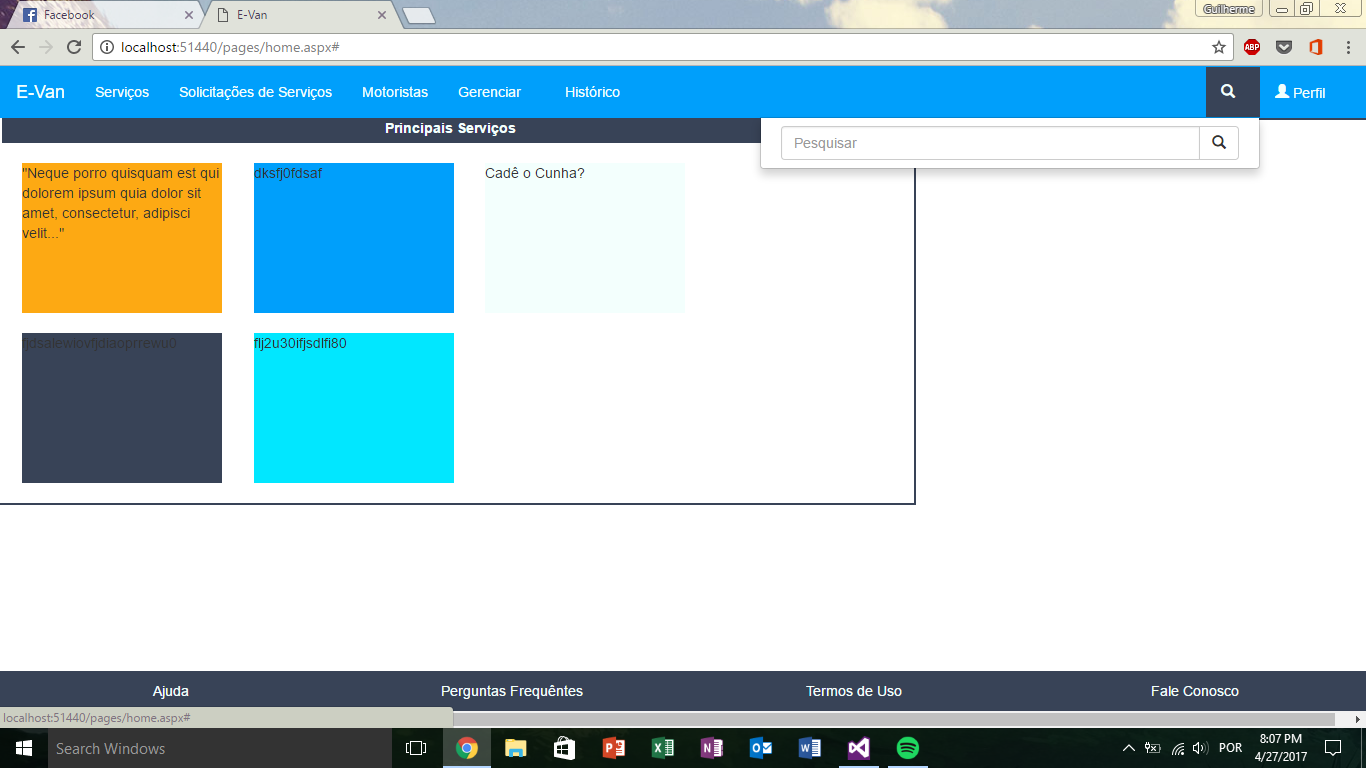 Facebook
E-Van
Guilherme
localhost:51440/pages/home.aspx#
ABP
E-Van
Serviços
Solicitações de Serviços
Motoristas
Gerenciar
Histórico
Perfil
Principais Serviços
Pesquisar
"Neque porro quisquam est qui
dolorem ipsum quia dolor sit
amet, consectetur, adipisci
velit..."
dksfj0fdsaf
Cadê o Cunha?
fjdsalewiovfjdiaoprrewu0
flj2u30ifjsdlfi80
Ajuda
Perguntas Frequêntes
Termos de Uso
Fale Conosco
localhost:51440/pages/home.aspx#
Search Windows
POR
8:07 PM
4/27/2017